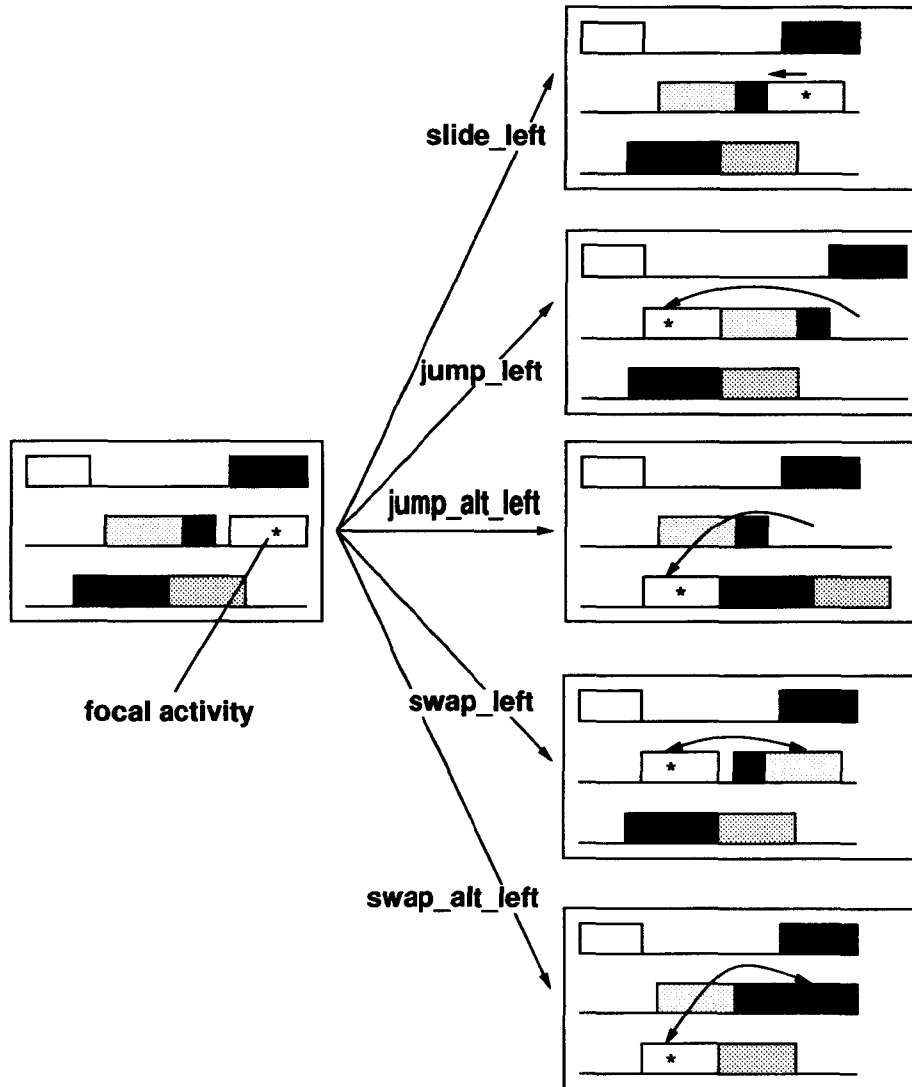 slide_left
*
jump_left
*
jump_alt_left
*
*
focal activity
swap_left
*
swap_alt_left
*